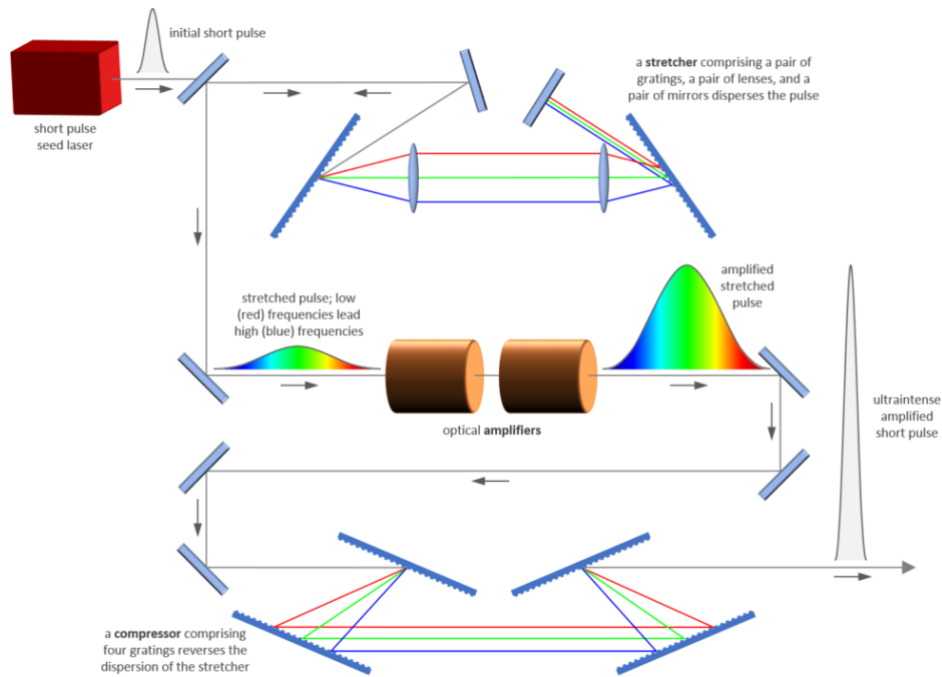 initial short pulse
short pulse
seed laser
a stretcher comprising a pair of
gratings, a pair of lenses, and a
pair of mirrors disperses the pulse
stretched pulse; low
(red) frequencies lead
high (blue) frequencies
amplified
stretched
pulse
optical amplifiers
ultraintense
amplified
short pulse
a compressor comprising
four gratings reverses the
dispersion of the stretcher